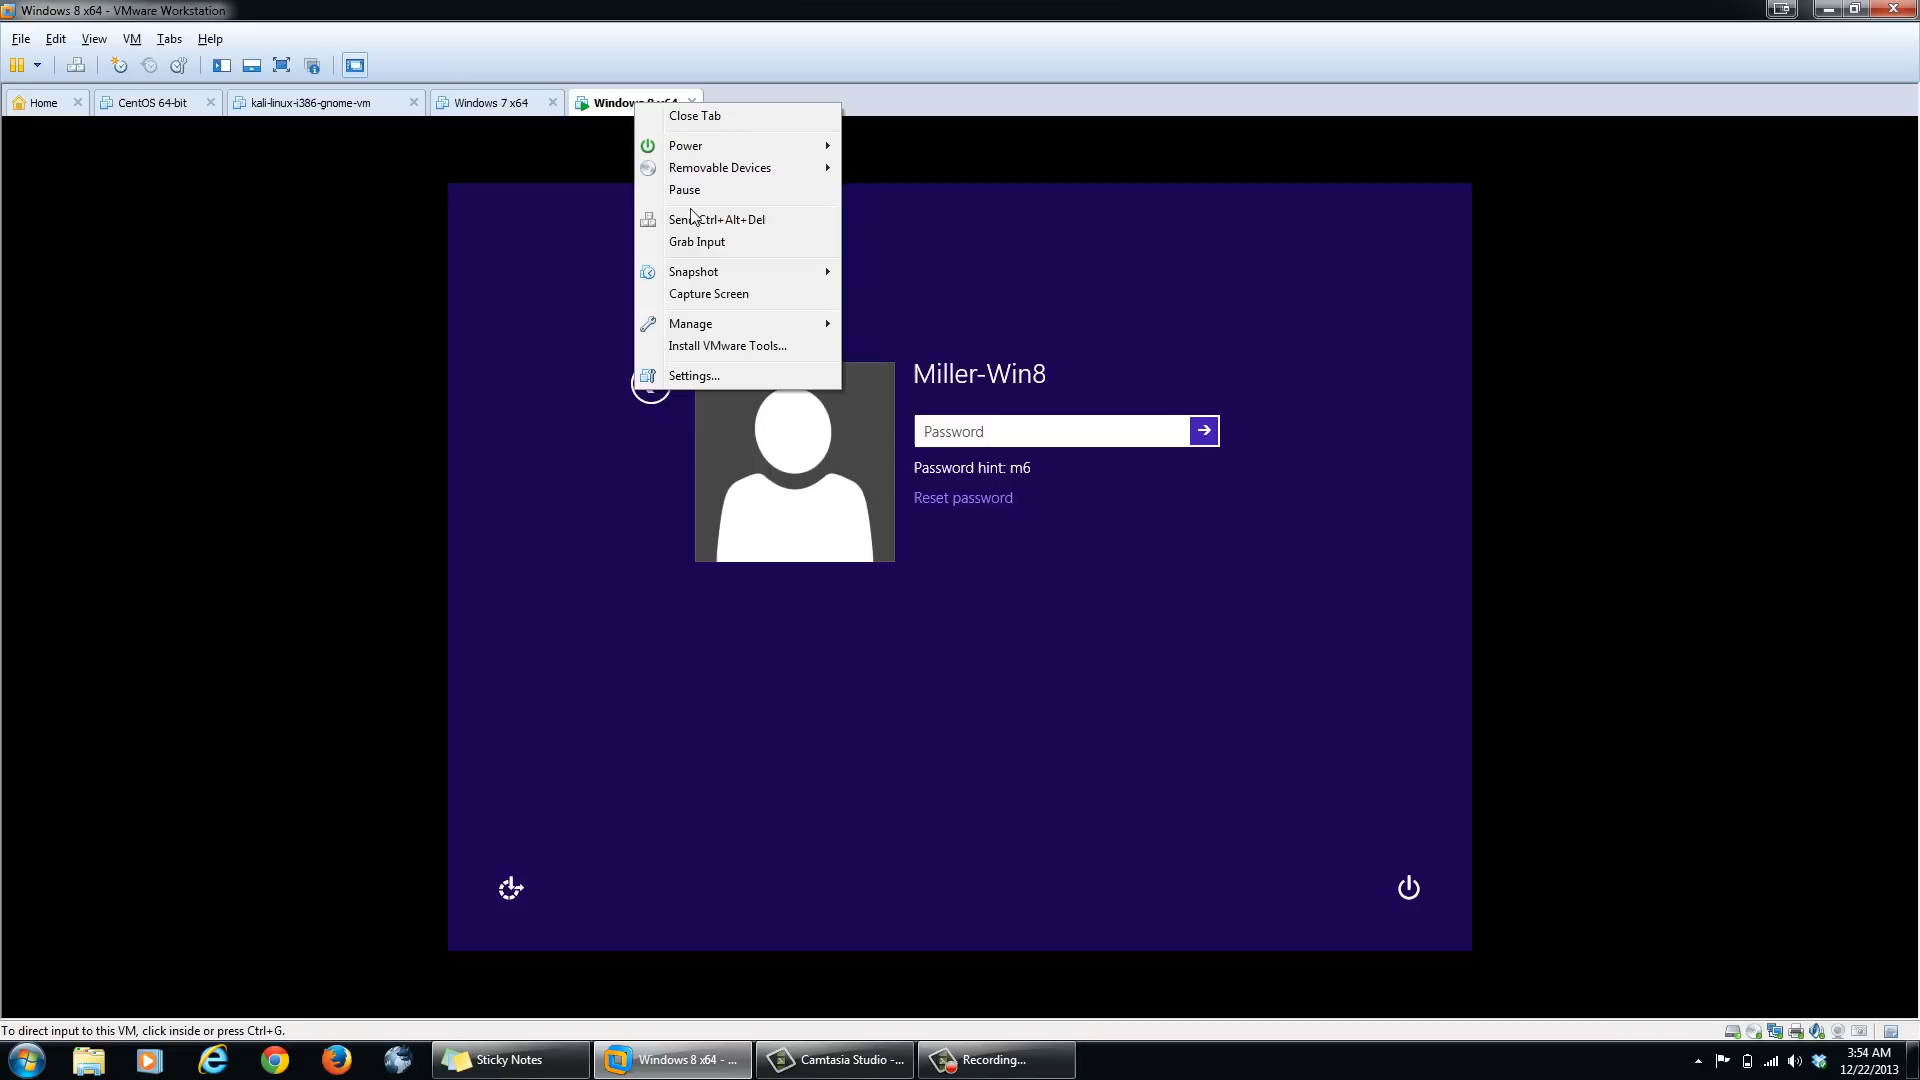 Windows 8 x64 - VMware Workstation
File Edit View VM Tabs Help
Home
CentOS 64-bit
kali-linux-i386-gnome-vm
Windows 7 x64
Close Tab
Power
Removable Devices
Pause
Send Ctrl+Alt+Del
Grab Input
Snapshot
Capture Screen
Manage
Install VMware Tools...
Settings...
Miller-Win8
Password
Password hint: m6
Reset password
To direct input to this VM, click inside or press Ctrl+G.
Sticky Notes
Windows 8 x64 - ...
Camtasia Studio -...
Recording...
3:54 AM
12/22/2013